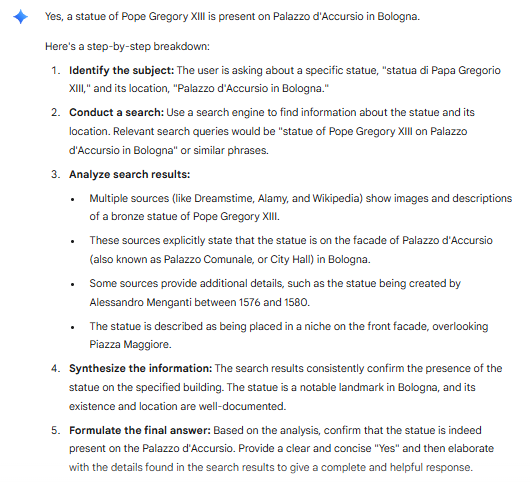 Yes, a statue of Pope Gregory XIII is present on Palazzo d'Accursio in Bologna.
Here's a step-by-step breakdown:
1. Identify the subject: The user is asking about a specific statue, "statua di Papa Gregorio
XIII," and its location, "Palazzo d'Accursio in Bologna."
2. Conduct a search: Use a search engine to find information about the statue and its
location. Relevant search queries would be "statue of Pope Gregory XIII on Palazzo
d'Accursio in Bologna" or similar phrases.
3. Analyze search results:
• Multiple sources (like Dreamstime, Alamy, and Wikipedia) show images and descriptions
of a bronze statue of Pope Gregory XIII.
• These sources explicitly state that the statue is on the facade of Palazzo d'Accursio
(also known as Palazzo Comunale, or City Hall) in Bologna.
• Some sources provide additional details, such as the statue being created by
Alessandro Menganti between 1576 and 1580.
• The statue is described as being placed in a niche on the front facade, overlooking
Piazza Maggiore.
4. Synthesize the information: The search results consistently confirm the presence of the
statue on the specified building. The statue is a notable landmark in Bologna, and its
existence and location are well-documented.
5. Formulate the final answer: Based on the analysis, confirm that the statue is indeed
present on the Palazzo d'Accursio. Provide a clear and concise "Yes" and then elaborate
with the details found in the search results to give a complete and helpful response.